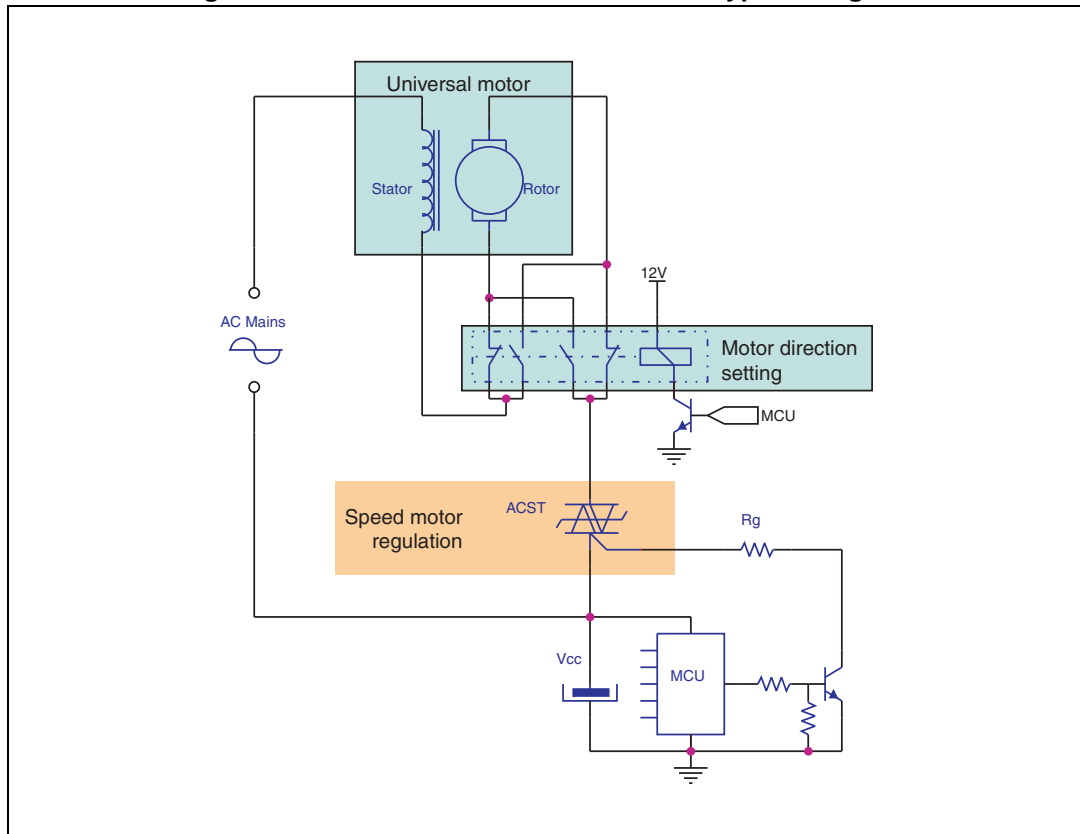 Universal motor
Stator
Rotor
12V
AC Mains
Motor direction
setting
MCU
ACST
Speed motor
regulation
Rg
Vcc
MCU